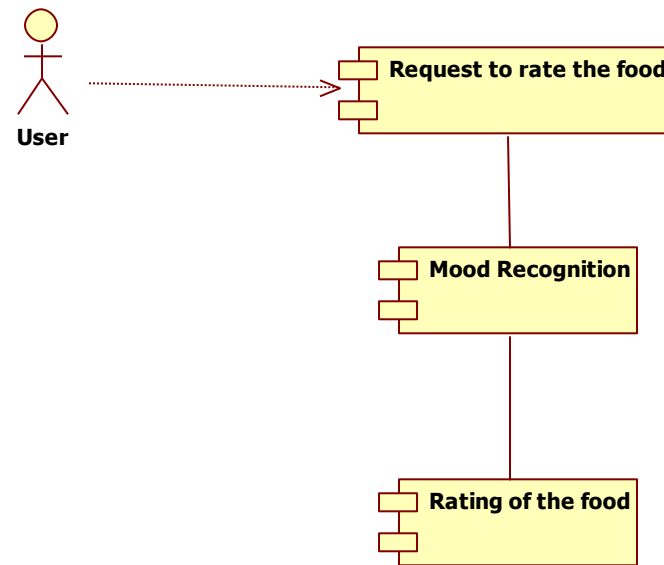 Request to rate the food
User
Mood Recognition
Rating of the food